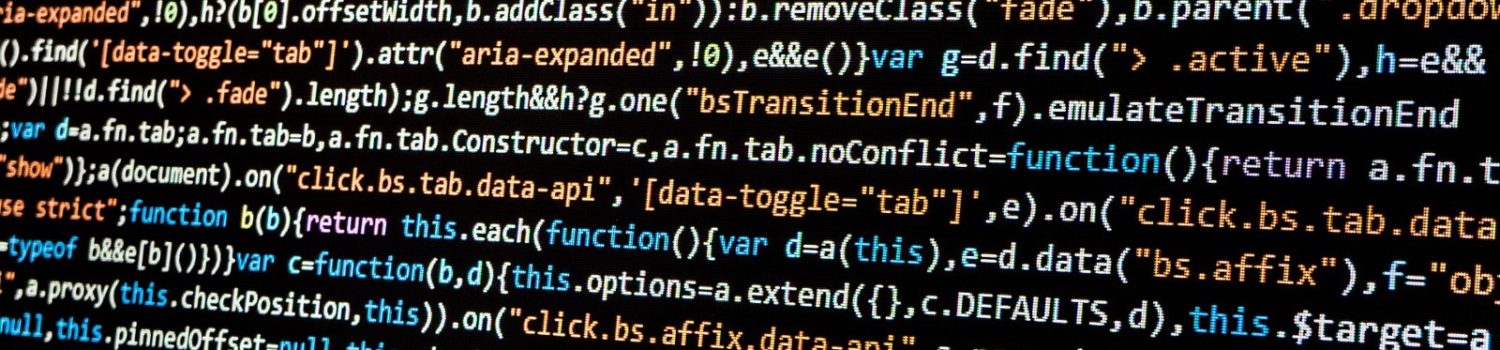 ria-expanded",!0),h?(b[0].offsetWidth,b.addClass("in")):b.removeClass("fade"),b.parent(".dropdow
().find('[data-toggle="tab"]').attr("aria-expanded",!0),e&&e()}var g=d.find("> .active"),h=e&&
de")||!!d.find("> .fade").length);g.length&&h?g.one("bsTransitionEnd",f).emulateTransitionEnd
;var d=a.fn.tab;a.fn.tab=b,a.fn.tab.Constructor=c,a.fn.tab.noConflict=function(){return a.fn.t
"show")};a(document).on("click.bs.tab.data-api",'[data-toggle="tab"]',e).on("click.bs.tab.data
use strict";function b(b){return this.each(function(){var d=a(this),e=d.data("bs.affix"),f="ob
=typeof b&&e[b]()})}var c=function(b,d){this.options=a.extend({},c.DEFAULTS,d),this.$target=a
",a.proxy(this.checkPosition,this)).on("click.bs.affix.data-api"
null,this.pinnedOffset=null,this